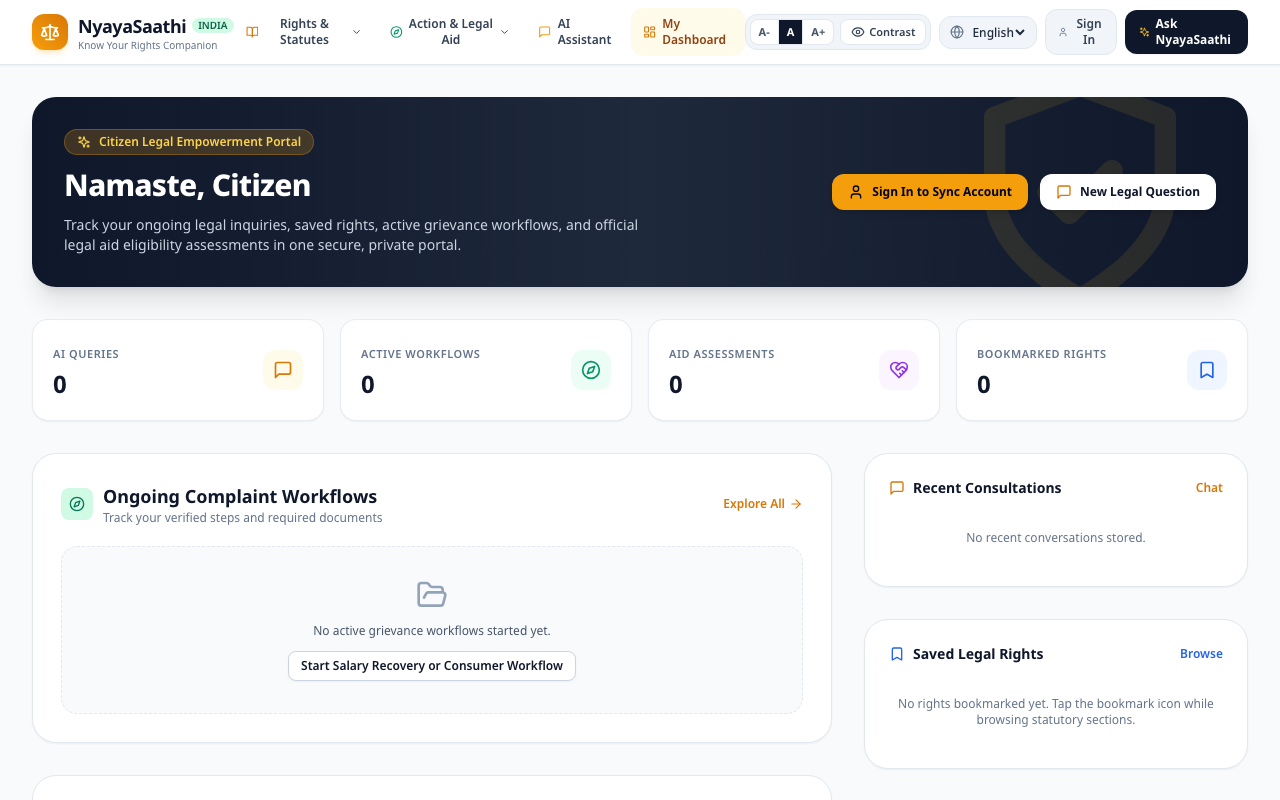 NyayaSaathi INDIA
Know Your Rights Companion
Rights & Statutes
Action & Legal Aid
AI Assistant
My Dashboard
A- A A+ Contrast
English
Sign In
Ask NyayaSaathi
Citizen Legal Empowerment Portal
Namaste, Citizen
Track your ongoing legal inquiries, saved rights, active grievance workflows, and official
legal aid eligibility assessments in one secure, private portal.
Sign In to Sync Account
New Legal Question
AI QUERIES
0
ACTIVE WORKFLOWS
0
AID ASSESSMENTS
0
BOOKMARKED RIGHTS
0
Ongoing Complaint Workflows
Track your verified steps and required documents
Explore All
No active grievance workflows started yet.
Start Salary Recovery or Consumer Workflow
Recent Consultations
Chat
No recent conversations stored.
Saved Legal Rights
Browse
No rights bookmarked yet. Tap the bookmark icon while
browsing statutory sections.